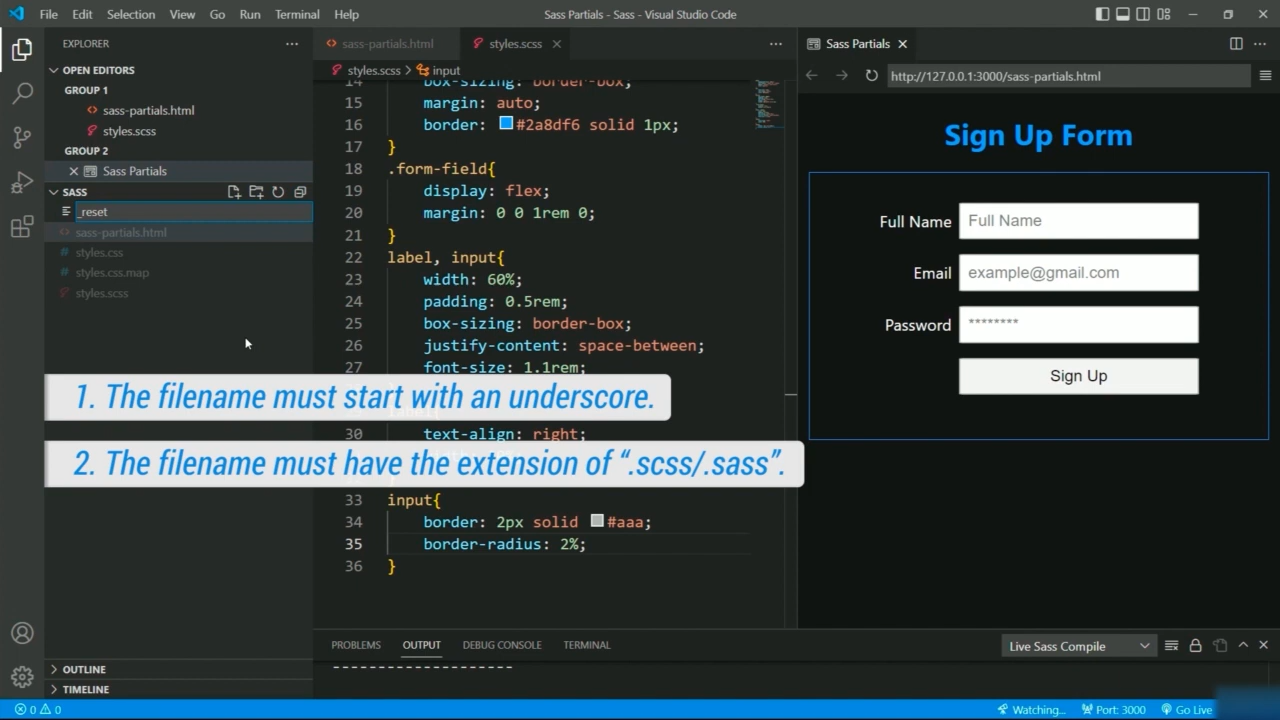 File Edit Selection View Go Run Terminal Help
Sass Partials - Sass - Visual Studio Code
EXPLORER
OPEN EDITORS
GROUP 1
sass-partials.html
styles.scss
GROUP 2
Sass Partials
SASS
_reset
sass-partials.html
styles.css
styles.css.map
styles.scss
OUTLINE
TIMELINE
sass-partials.html
styles.scss
styles.scss > input
14 box-sizing: border-box;
15 margin: auto;
16 border: #2a8df6 solid 1px;
17 }
18 .form-field{
19 display: flex;
20 margin: 0 0 1rem 0;
21 }
22 label, input{
23 width: 60%;
24 padding: 0.5rem;
25 box-sizing: border-box;
26 justify-content: space-between;
27 font-size: 1.1rem;
1. The filename must start with an underscore.
30 text-align: right;
2. The filename must have the extension of “.scss/.sass”.
33 input{
34 border: 2px solid #aaa;
35 border-radius: 2%;
36 }
Sass Partials
http://127.0.0.1:3000/sass-partials.html
Sign Up Form
Full Name Full Name
Email example@gmail.com
Password ********
Sign Up
PROBLEMS OUTPUT DEBUG CONSOLE TERMINAL
Live Sass Compile
--------------------
0 0
Watching... Port: 3000 Go Live